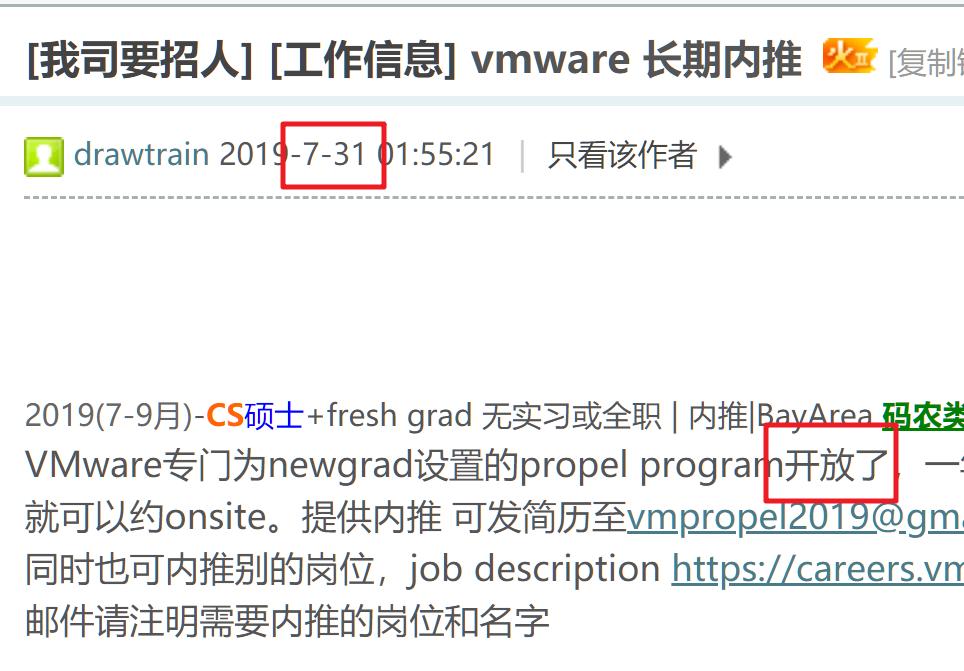 [我司要招人] [工作信息] vmware 长期内推 火 II [复制
drawtrain 2019-7-31 01:55:21 | 只看该作者
2019(7-9月)-CS硕士+fresh grad 无实习或全职 | 内推|BayArea 码农类
VMware专门为newgrad设置的propel program开放了，一
就可以约onsite。提供内推 可发简历至vmpropel2019@gma
同时也可内推别的岗位，job description https://careers.vm
邮件请注明需要内推的岗位和名字